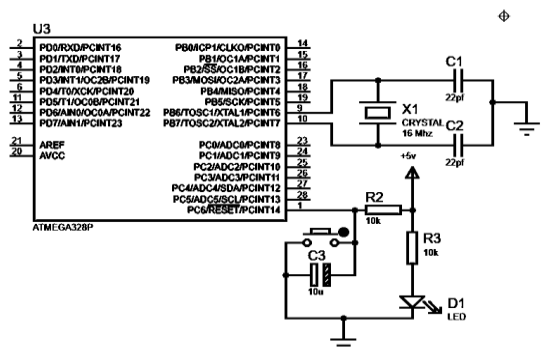 U3
2 PD0/RXD/PCINT16 PB0/ICP1/CLKO/PCINT0 14
3 PD1/TXD/PCINT17 PB1/OC1A/PCINT1 15
4 PD2/INT0/PCINT18 PB2/SS/OC1B/PCINT2 16
5 PD3/INT1/OC2B/PCINT19 PB3/MOSI/OC2A/PCINT3 17
6 PD4/T0/XCK/PCINT20 PB4/MISO/PCINT4 18
11 PD5/T1/OC0B/PCINT21 PB5/SCK/PCINT5 19
12 PD6/AIN0/OC0A/PCINT22 PB6/TOSC1/XTAL1/PCINT6 9
13 PD7/AIN1/PCINT23 PB7/TOSC2/XTAL2/PCINT7 10
21 AREF PC0/ADC0/PCINT8 23
20 AVCC PC1/ADC1/PCINT9 24
PC2/ADC2/PCINT10 25
PC3/ADC3/PCINT11 26
PC4/ADC4/SDA/PCINT12 27
PC5/ADC5/SCL/PCINT13 28
PC6/RESET/PCINT14 1
ATMEGA328P
C1
22pf
X1
CRYSTAL
16 Mhz
C2
22pf
+5v
R2
10k
R3
10k
C3
10u
D1
LED